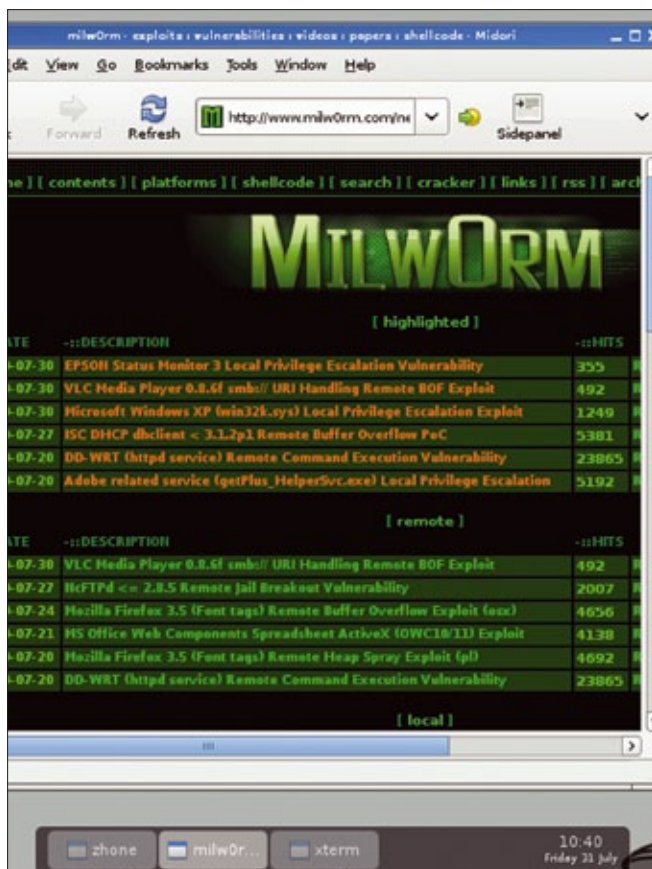 milw0rm - exploits : vulnerabilities : videos : papers : shellcode - Midori
Edit View Go Bookmarks Tools Window Help
Forward Refresh http://www.milw0rm.com/ne Sidepanel
[ contents ] [ platforms ] [ shellcode ] [ search ] [ cracker ] [ links ] [ rss ] [
MILW0RM
[ highlighted ]
-::DESCRIPTION -::HITS
-07-30 EPSON Status Monitor 3 Local Privilege Escalation Vulnerability 355
-07-30 VLC Media Player 0.8.6f smb:// URI Handling Remote BOF Exploit 492
-07-30 Microsoft Windows XP (win32k.sys) Local Privilege Escalation Exploit 1249
-07-27 ISC DHCP dhclient < 3.1.2p1 Remote Buffer Overflow PoC 5381
-07-20 DD-WRT (httpd service) Remote Command Execution Vulnerability 23865
-07-20 Adobe related service (getPlus_HelperSvc.exe) Local Privilege Escalation 5192
[ remote ]
-::DESCRIPTION -::HITS
-07-30 VLC Media Player 0.8.6f smb:// URI Handling Remote BOF Exploit 492
-07-27 NcFTPd <= 2.8.5 Remote Jail Breakout Vulnerability 2007
-07-24 Mozilla Firefox 3.5 (Font tags) Remote Buffer Overflow Exploit (osx) 4656
-07-21 MS Office Web Components Spreadsheet ActiveX (OWC10/11) Exploit 4138
-07-20 Mozilla Firefox 3.5 (Font tags) Remote Heap Spray Exploit (pl) 4692
-07-20 DD-WRT (httpd service) Remote Command Execution Vulnerability 23865
[ local ]
zhone milw0r... xterm 10:40
Friday 31 July